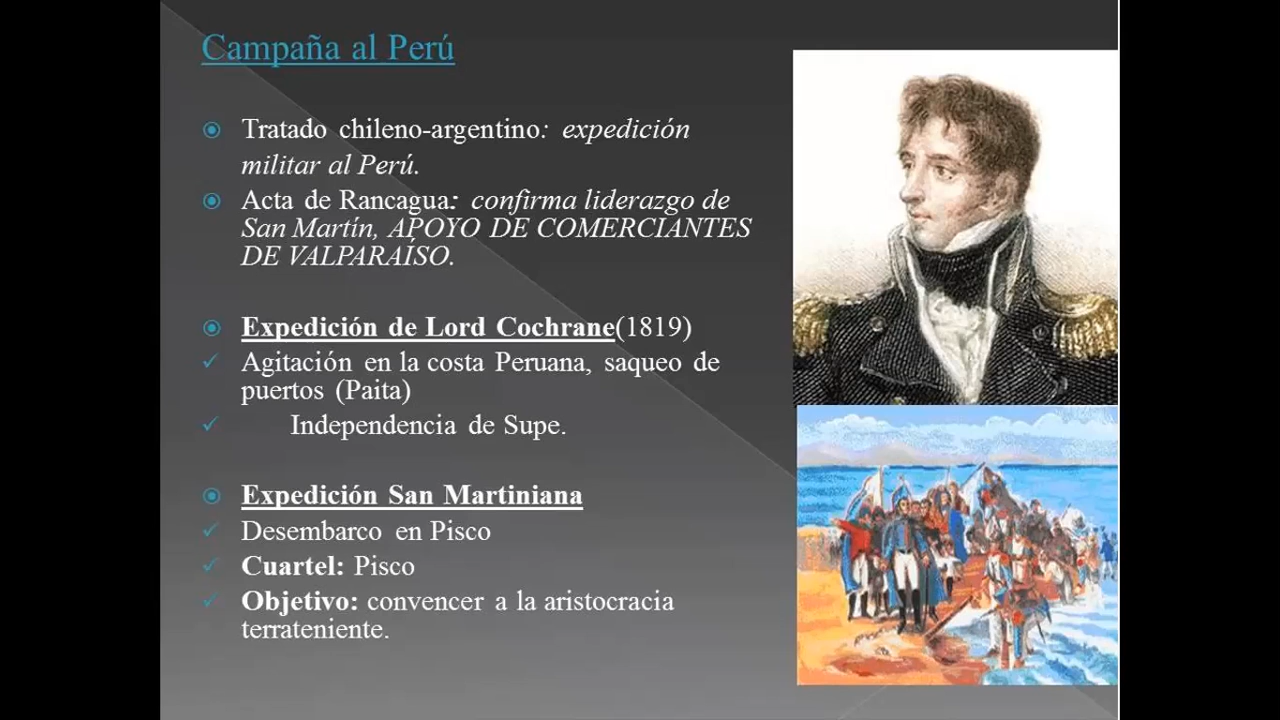 Campaña al Perú
Tratado chileno-argentino: expedición
militar al Perú.
Acta de Rancagua: confirma liderazgo de
San Martín, APOYO DE COMERCIANTES
DE VALPARAÍSO.
Expedición de Lord Cochrane(1819)
Agitación en la costa Peruana, saqueo de
puertos (Paita)
Independencia de Supe.
Expedición San Martiniana
Desembarco en Pisco
Cuartel: Pisco
Objetivo: convencer a la aristocracia
terrateniente.